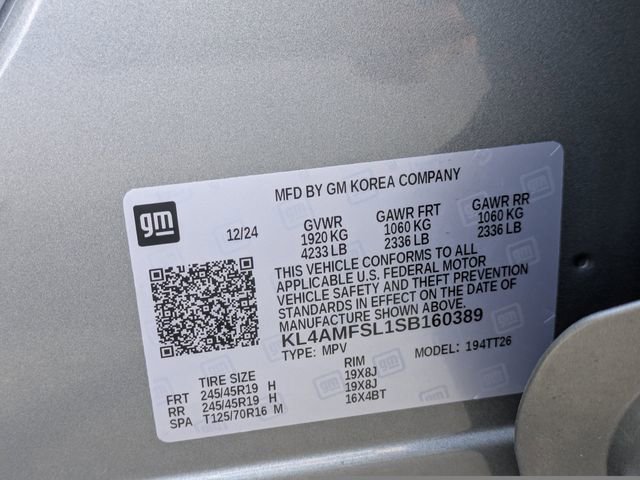 MFD BY GM KOREA COMPANY
gm
12/24
GVWR GAWR FRT GAWR RR
1920 KG 1060 KG 1060 KG
4233 LB 2336 LB 2336 LB
THIS VEHICLE CONFORMS TO ALL
APPLICABLE U.S. FEDERAL MOTOR
VEHICLE SAFETY AND THEFT PREVENTION
STANDARDS IN EFFECT ON THE DATE OF
MANUFACTURE SHOWN ABOVE.
KL4AMFSL1SB160389
TYPE: MPV MODEL: 194TT26
TIRE SIZE RIM
FRT 245/45R19 H 19X8J
RR 245/45R19 H 19X8J
SPA T125/70R16 M 16X4BT